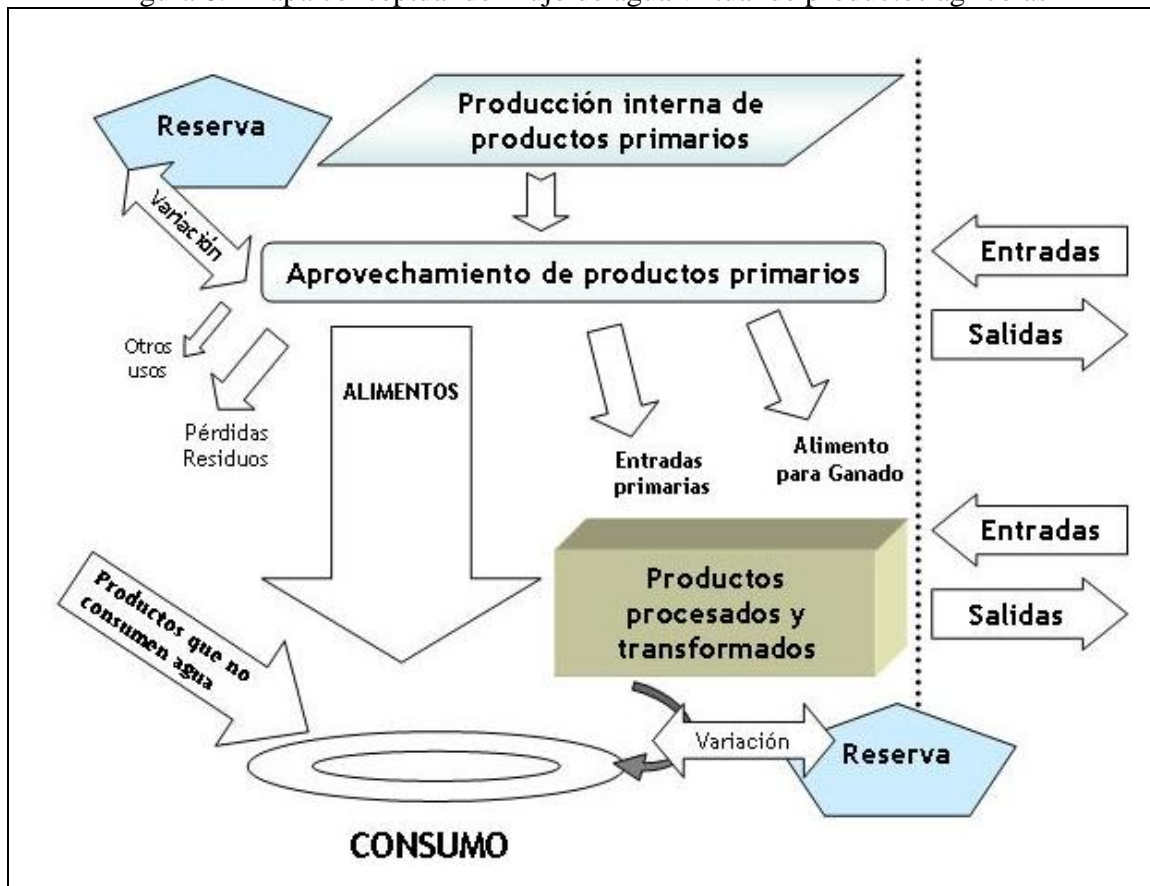 Reserva
Producción interna de
productos primarios
Variación
Aprovechamiento de productos primarios
Entradas
Salidas
Otros
usos
Pérdidas
Residuos
ALIMENTOS
Entradas
primarias
Alimento
para Ganado
Entradas
Salidas
Productos que no
consumen agua
Productos
procesados y
transformados
Variación
Reserva
CONSUMO